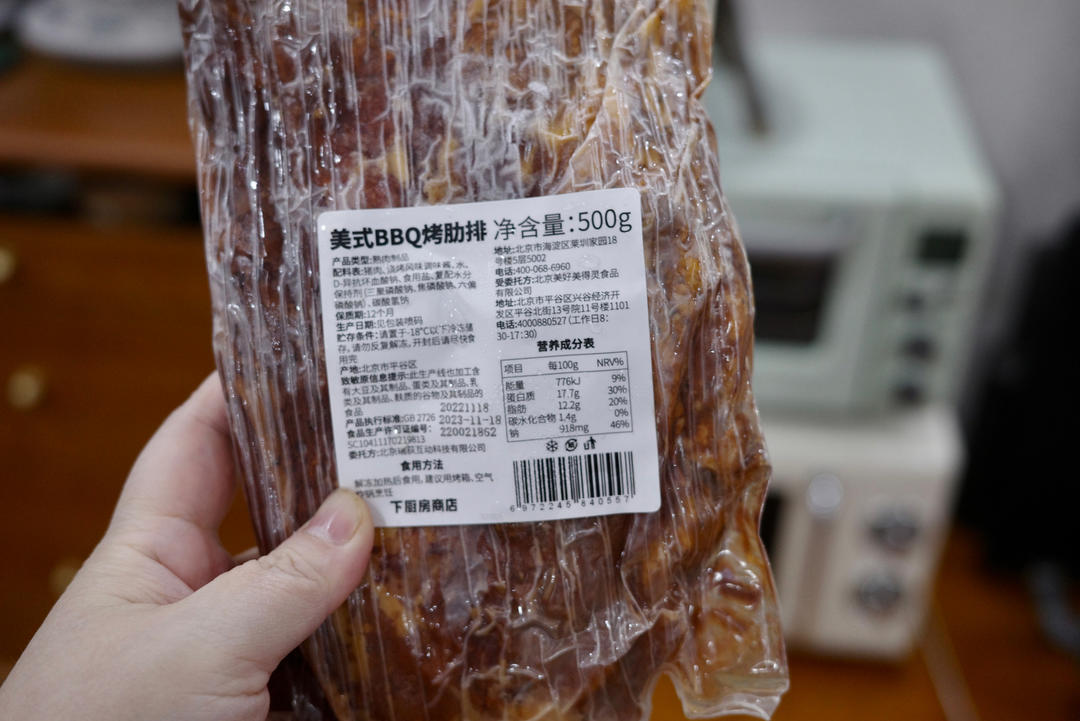 美式BBQ烤肋排 净含量:500g
产品类型:熟肉制品
配料表:猪肉、烧烤风味调味酱、水、
D-异抗坏血酸钠、食用盐、复配水分
保持剂(三聚磷酸钠、焦磷酸钠、六偏
磷酸钠)、碳酸氢钠
保质期:12个月
生产日期:见包装喷码
贮存条件:请置于-18°C以下冷冻储
存,请勿反复解冻,开封后请尽快食
用完
产地:北京市平谷区
致敏原信息提示:此生产线也加工含
有大豆及其制品、蛋类及其制品、乳
类及其制品、麸质的谷物及其制品的
食品
20221118
产品执行标准:GB 2726
2023-11-18
食品生产许可证编号:
220021862
SC10411170219813
委托方:北京瑞荻互动科技有限公司
食用方法
解冻加热后食用,建议用烤箱、空气
炸锅烹饪
下厨房商店
地址:北京市海淀区莱圳家园18
号楼5层5002
电话:400-068-6960
受委托方:北京美好美得灵食品
有限公司
地址:北京市平谷区兴谷经济开
发区平谷北街13号院11号楼1101
电话:4000880527 (工作日8:
30-17:30)
营养成分表
项目 每100g NRV%
能量 776kJ 9%
蛋白质 17.7g 30%
脂肪 12.2g 20%
碳水化合物 1.4g 0%
钠 918mg 46%
6 972245 840557